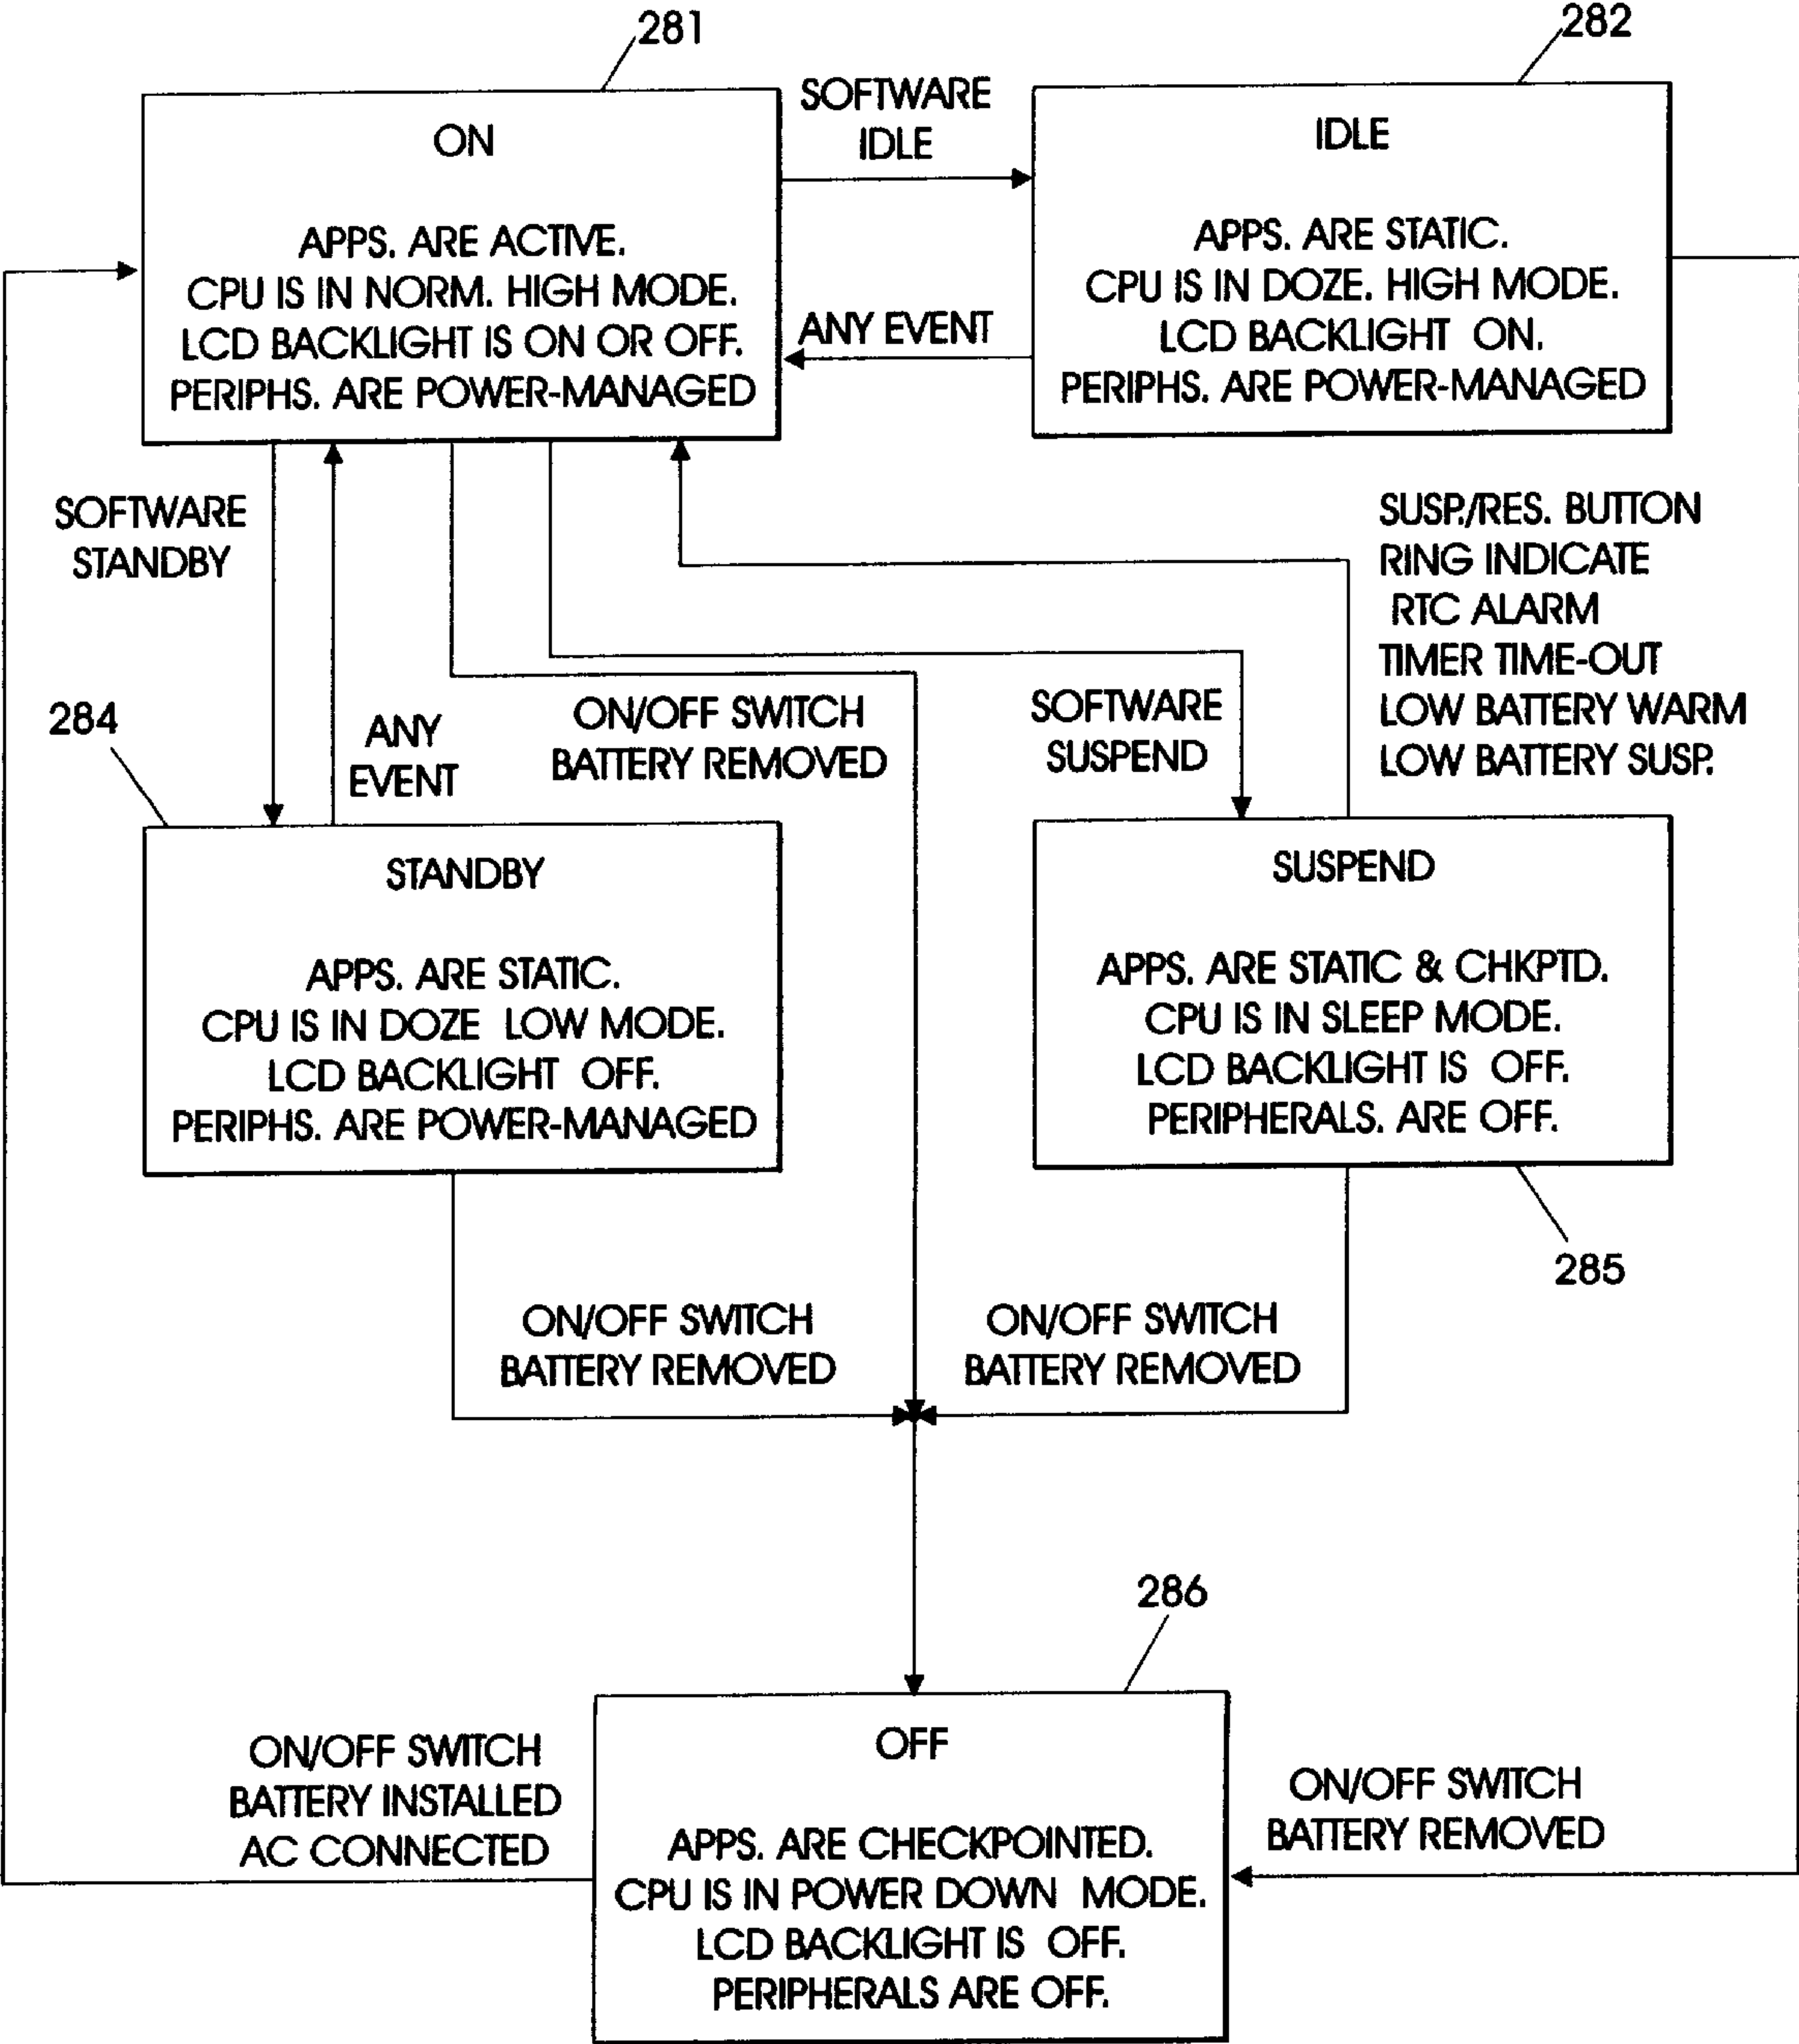 281
282
SOFTWARE
IDLE
ON
APPS. ARE ACTIVE.
CPU IS IN NORM. HIGH MODE.
LCD BACKLIGHT IS ON OR OFF.
PERIPHS. ARE POWER-MANAGED
IDLE
APPS. ARE STATIC.
CPU IS IN DOZE. HIGH MODE.
LCD BACKLIGHT ON.
PERIPHS. ARE POWER-MANAGED
ANY EVENT
SOFTWARE
STANDBY
SUSP./RES. BUTTON
RING INDICATE
RTC ALARM
TIMER TIME-OUT
LOW BATTERY WARM
LOW BATTERY SUSP.
284
ANY
EVENT
ON/OFF SWITCH
BATTERY REMOVED
SOFTWARE
SUSPEND
STANDBY
APPS. ARE STATIC.
CPU IS IN DOZE LOW MODE.
LCD BACKLIGHT OFF.
PERIPHS. ARE POWER-MANAGED
SUSPEND
APPS. ARE STATIC & CHKPTD.
CPU IS IN SLEEP MODE.
LCD BACKLIGHT IS OFF.
PERIPHERALS. ARE OFF.
285
ON/OFF SWITCH
BATTERY REMOVED
ON/OFF SWITCH
BATTERY REMOVED
286
ON/OFF SWITCH
BATTERY INSTALLED
AC CONNECTED
OFF
APPS. ARE CHECKPOINTED.
CPU IS IN POWER DOWN MODE.
LCD BACKLIGHT IS OFF.
PERIPHERALS ARE OFF.
ON/OFF SWITCH
BATTERY REMOVED